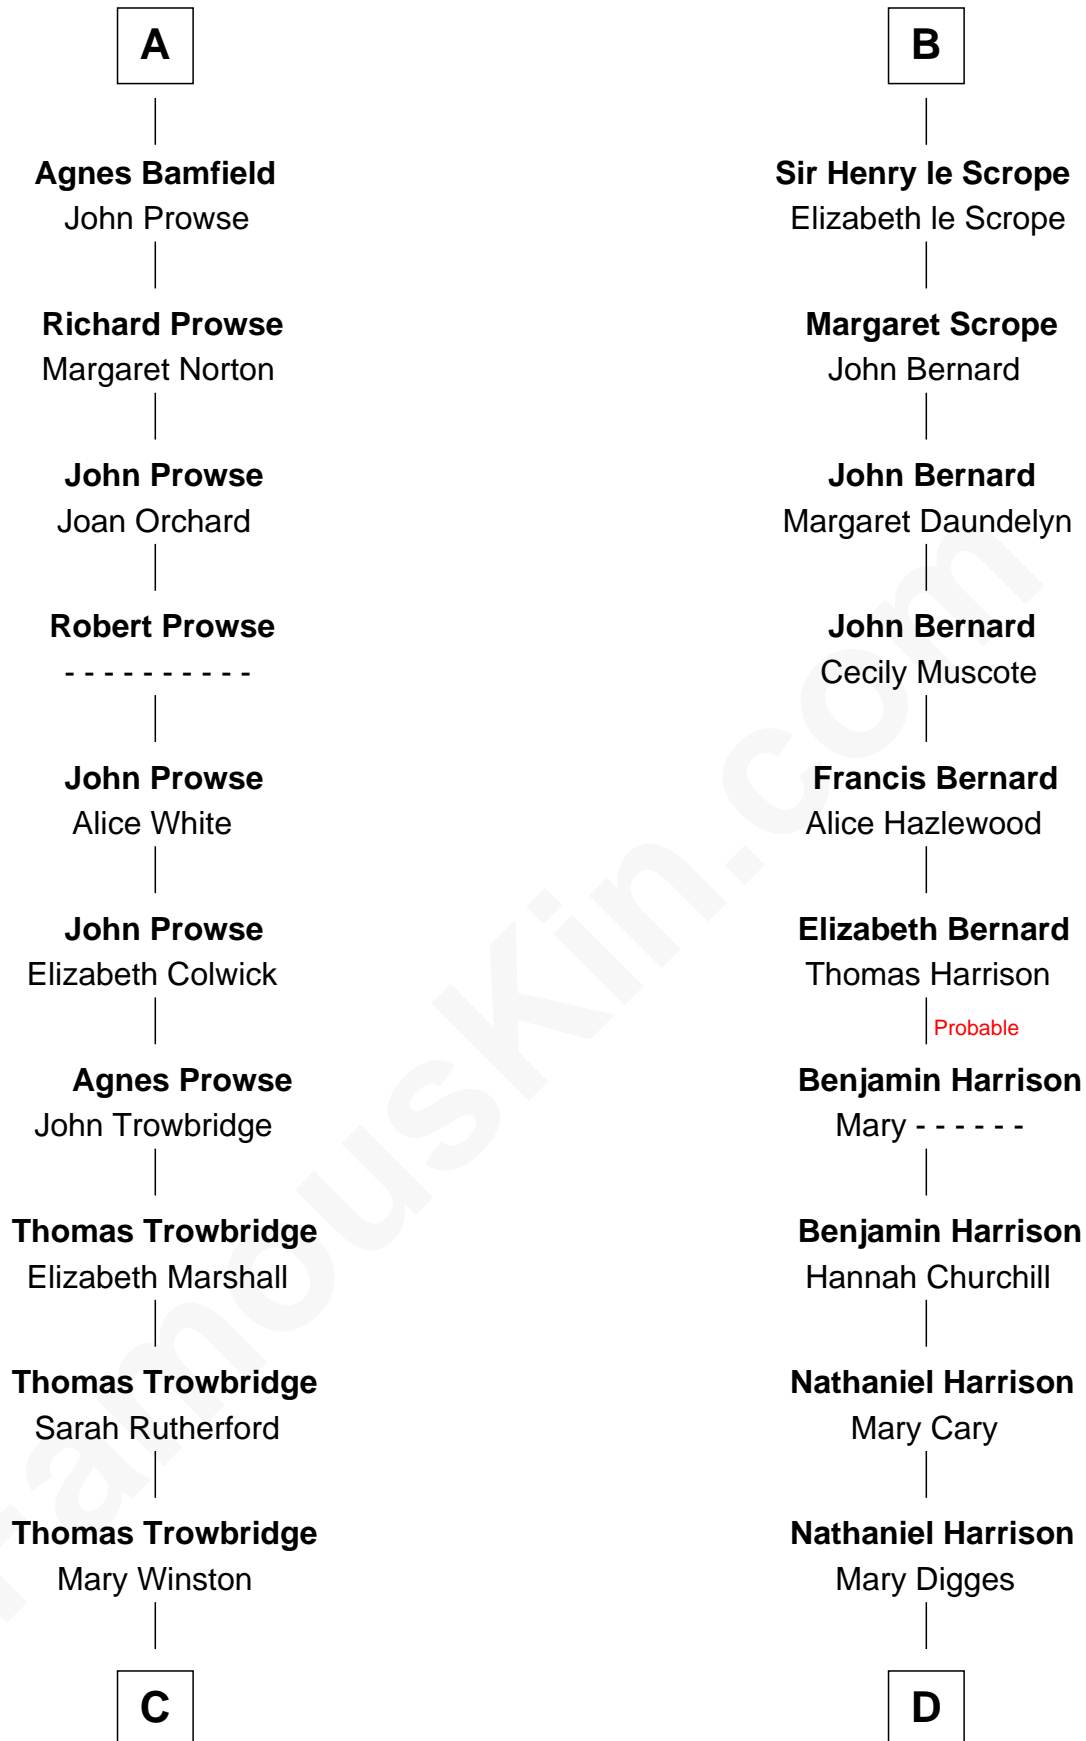 A
Agnes Bamfield
John Prowse
Richard Prowse
Margaret Norton
John Prowse
Joan Orchard
Robert Prowse
- - - - - - - - - -
John Prowse
Alice White
John Prowse
Elizabeth Colwick
Agnes Prowse
John Trowbridge
Thomas Trowbridge
Elizabeth Marshall
Thomas Trowbridge
Sarah Rutherford
Thomas Trowbridge
Mary Winston
C
B
Sir Henry le Scrope
Elizabeth le Scrope
Margaret Scrope
John Bernard
John Bernard
Margaret Daundelyn
John Bernard
Cecily Muscote
Francis Bernard
Alice Hazlewood
Elizabeth Bernard
Thomas Harrison
Probable
Benjamin Harrison
Mary - - - - - -
Benjamin Harrison
Hannah Churchill
Nathaniel Harrison
Mary Cary
Nathaniel Harrison
Mary Digges
D
FamousKin.com